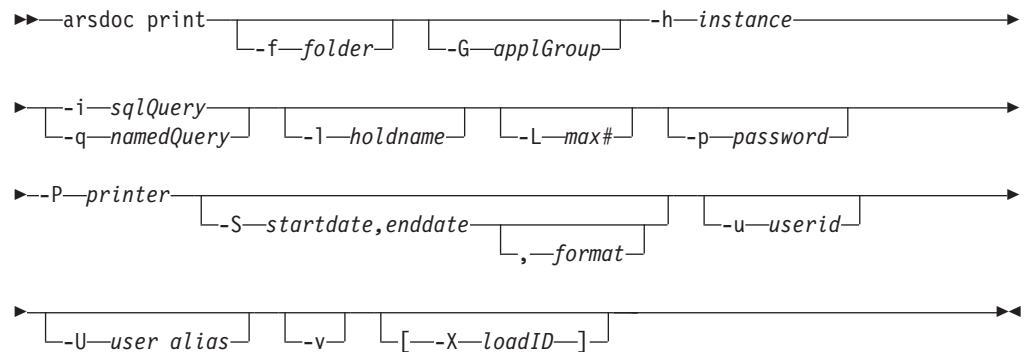 arsdoc print -f folder -G applGroup -h instance
-i sqlQuery
-q namedQuery -l holdname -L max# -p password
-P printer
-S startdate,enddate
, format -u userid
-U user alias -v [ -X loadID ]